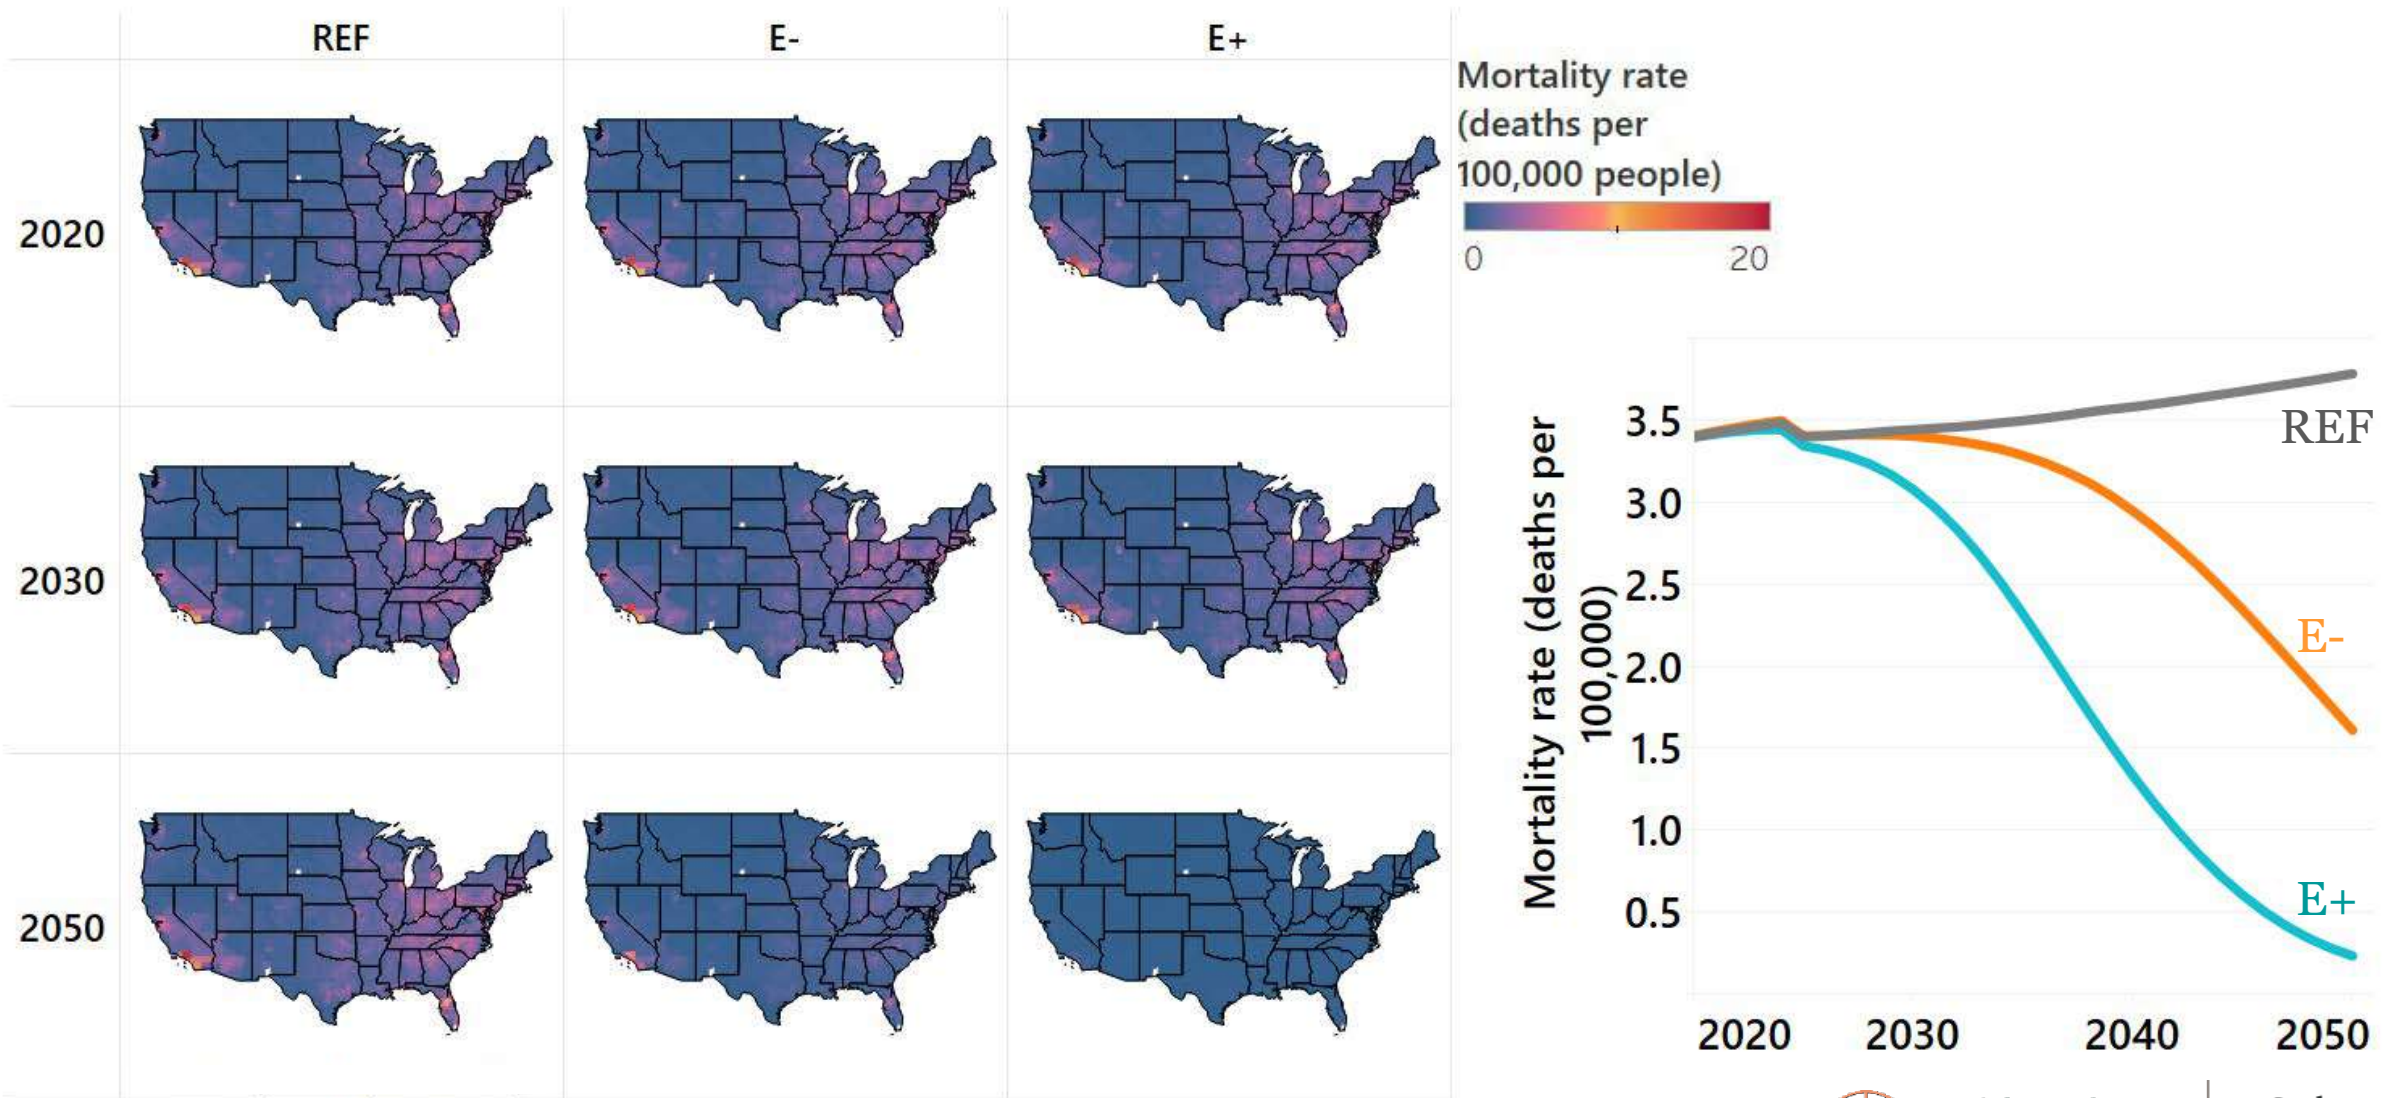 REF E- E+
Mortality rate
(deaths per
100,000 people)
0 20
2020
2030
2050
Mortality rate (deaths per
100,000)
3.5
3.0
2.5
2.0
1.5
1.0
0.5
REF
E-
E+
2020 2030 2040 2050